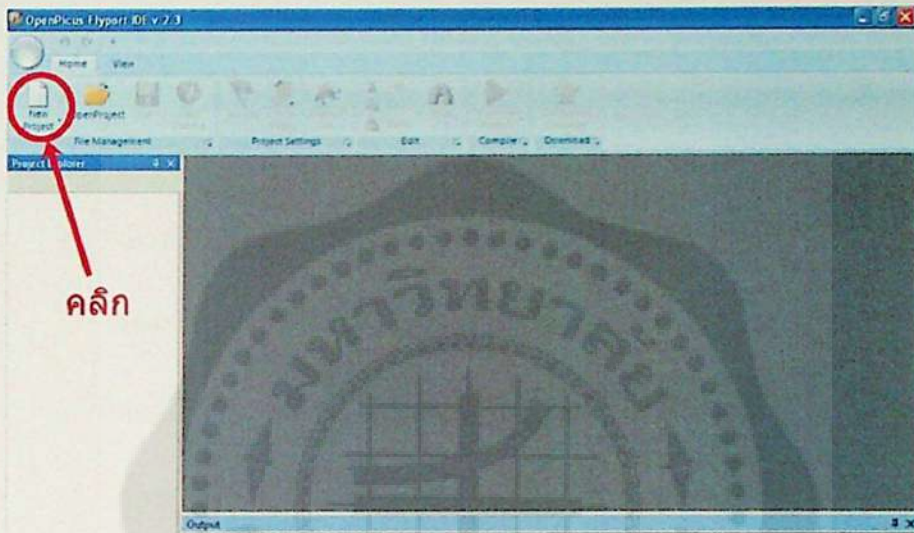 OpenPicus Flyport IDE v 2.3
Home View
New Project
OpenProject
File Management
Project Settings
Edit
Compiler
Download
Project Explorer
คลิก
มหาวิทยาลัย
Output